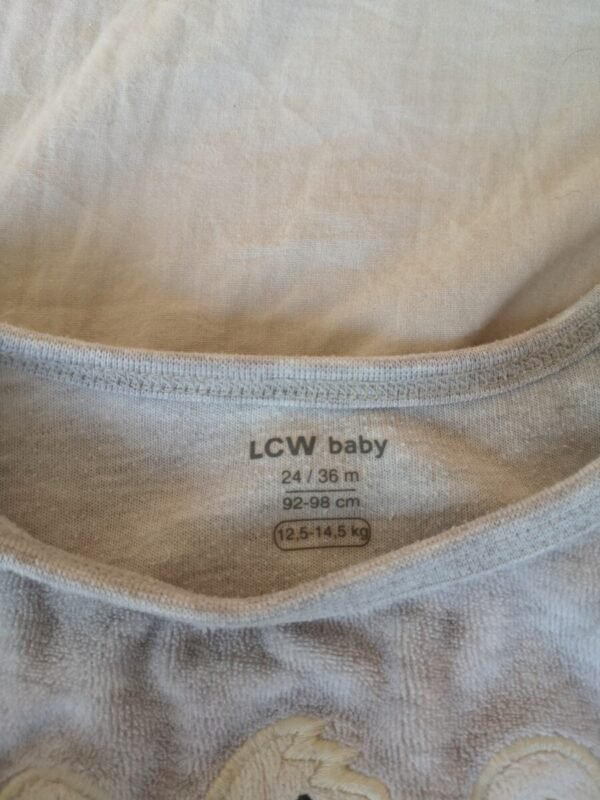 LCW baby
24 / 36 m
92-98 cm
12,5-14,5 kg